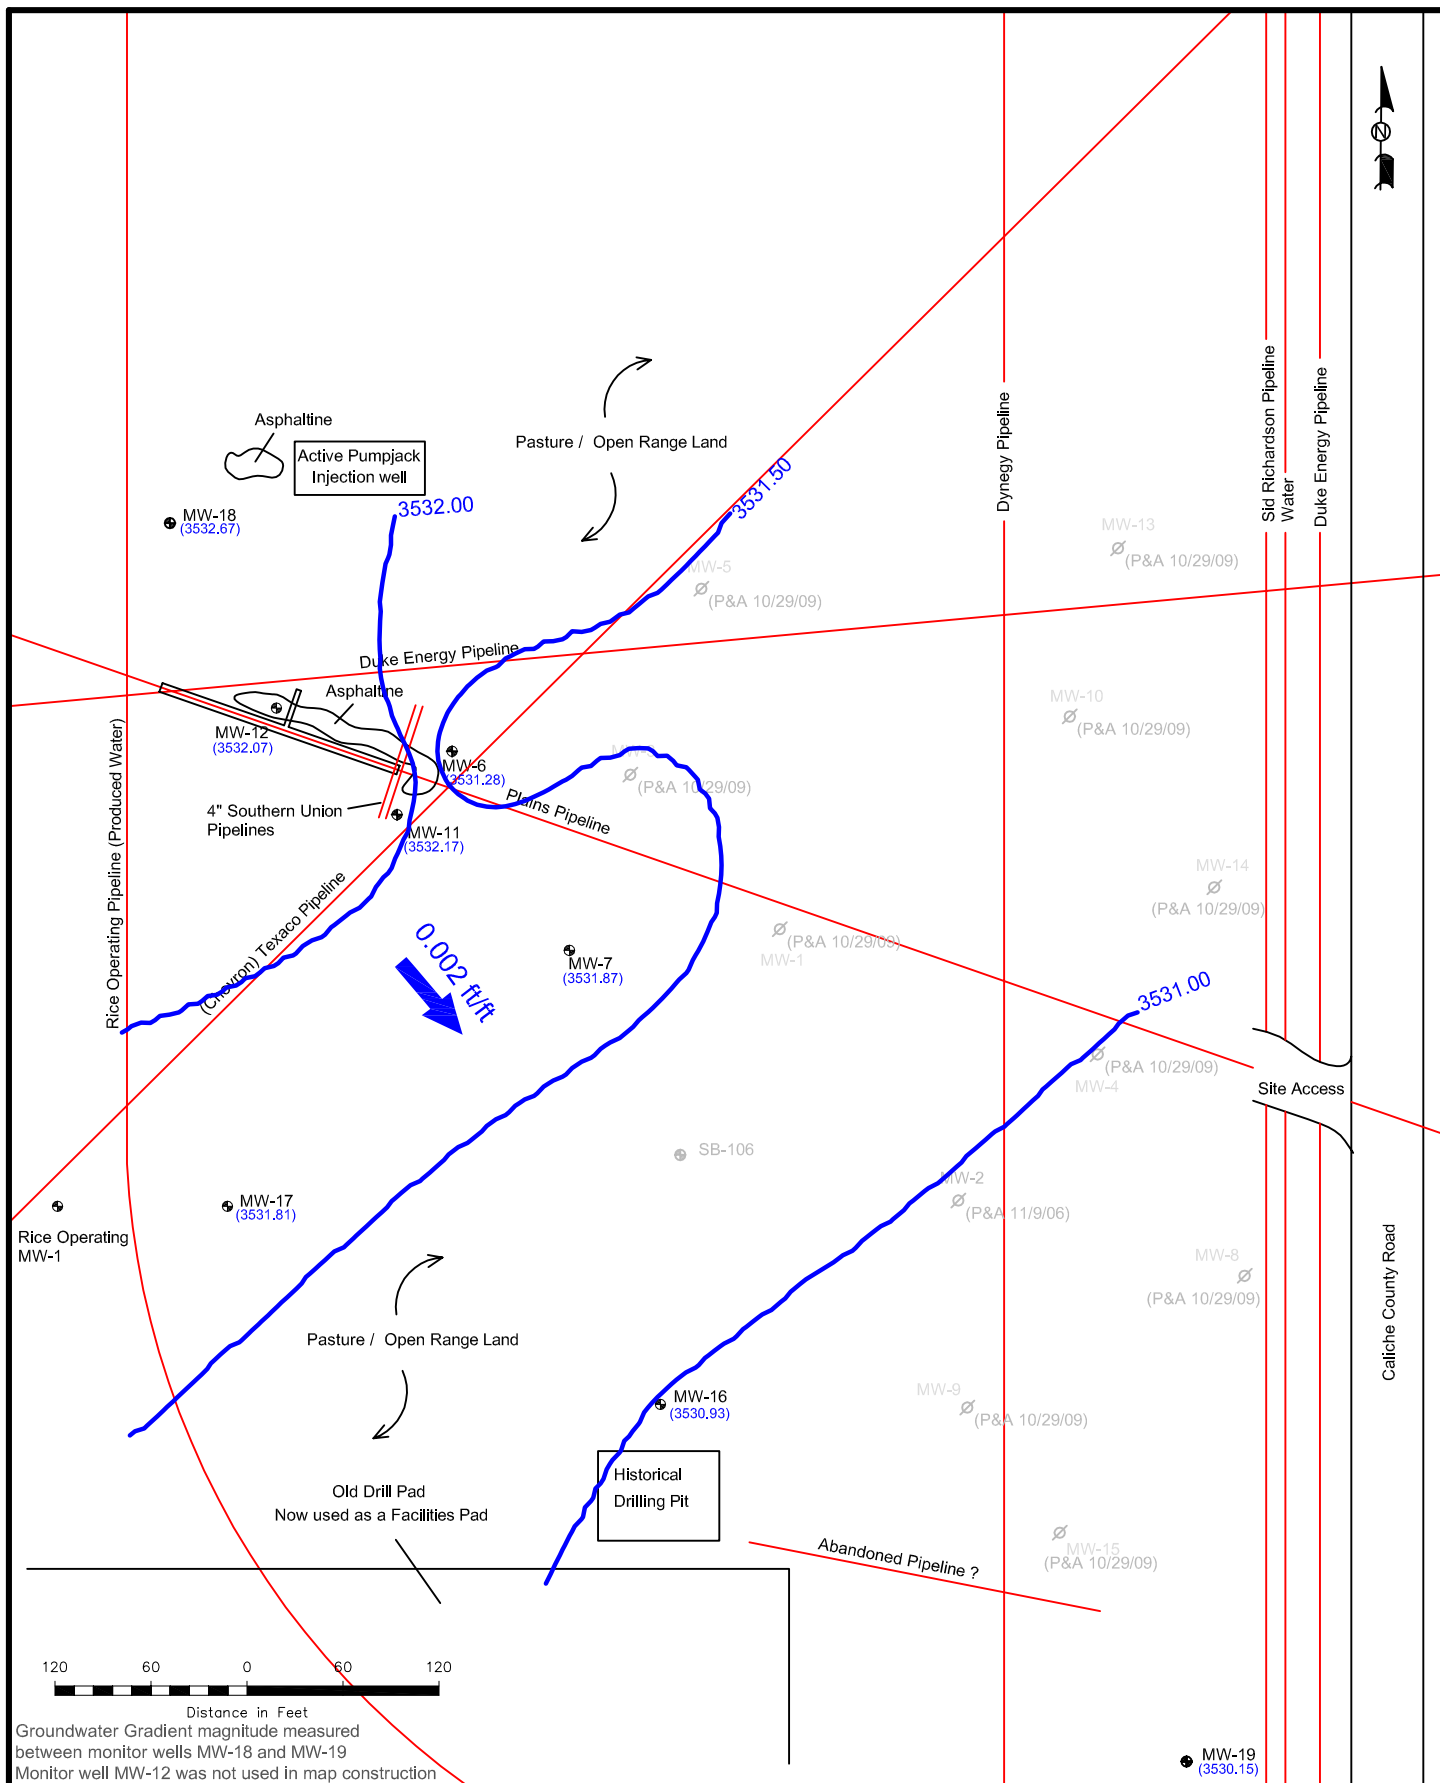 N
Asphaltine
Active Pumpjack
Injection well
Pasture / Open Range Land
3532.00
3531.50
MW-18
(3532.67)
Dynegy Pipeline
Sid Richardson Pipeline
Water
Duke Energy Pipeline
MW-13
(P&A 10/29/09)
MW-5
(P&A 10/29/09)
Duke Energy Pipeline
Asphaltine
MW-12
(3532.07)
MW-10
(P&A 10/29/09)
MW-6
(3531.28)
(P&A 10/29/09)
Plains Pipeline
4" Southern Union
Pipelines
MW-11
(3532.17)
Rice Operating Pipeline (Produced Water)
(Chevron) Texaco Pipeline
MW-14
(P&A 10/29/09)
0.002 ft/ft
MW-7
(3531.87)
(P&A 10/29/09)
MW-1
3531.00
(P&A 10/29/09)
MW-4
Site Access
SB-106
MW-2
(P&A 11/9/06)
MW-17
(3531.81)
Rice Operating
MW-1
MW-8
(P&A 10/29/09)
Caliche County Road
Pasture / Open Range Land
MW-16
(3530.93)
MW-9
(P&A 10/29/09)
Historical
Drilling Pit
Old Drill Pad
Now used as a Facilities Pad
Abandoned Pipeline ?
MW-15
(P&A 10/29/09)
120 60 0 60 120
Distance in Feet
Groundwater Gradient magnitude measured
between monitor wells MW-18 and MW-19
Monitor well MW-12 was not used in map construction
MW-19
(3530.15)